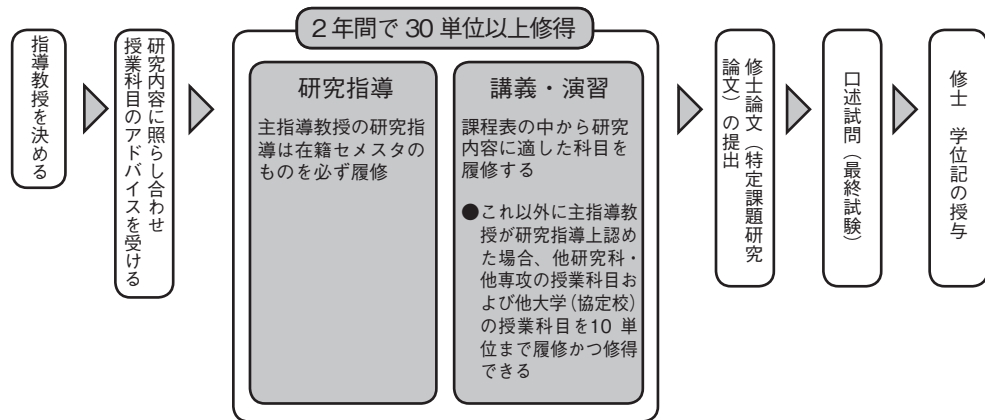 指導教授を決める
研究内容に照らし合わせ
授業科目のアドバイスを受ける
2年間で30単位以上修得
研究指導
主指導教授の研究指
導は在籍セメスタの
ものを必ず履修
講義・演習
課程表の中から研究
内容に適した科目を
履修する
●これ以外に主指導教
授が研究指導上認め
た場合、他研究科・
他専攻の授業科目お
よび他大学（協定校）
の授業科目を10 単
位まで履修かつ修得
できる
修士論文（特定課題研究
論文）の提出
口述試問（最終試験）
修士　学位記の授与